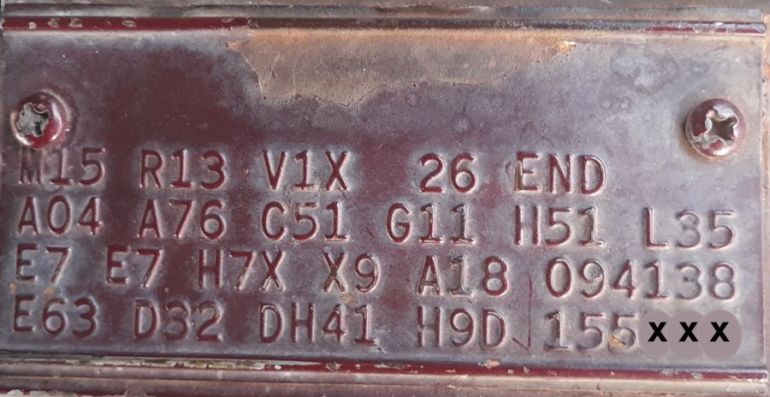 M15 R13 V1X 26 END
A04 A76 C51 G11 H51 L35
E7 E7 H7X X9 A18 094138
E63 D32 DH41 H9D 155xxx